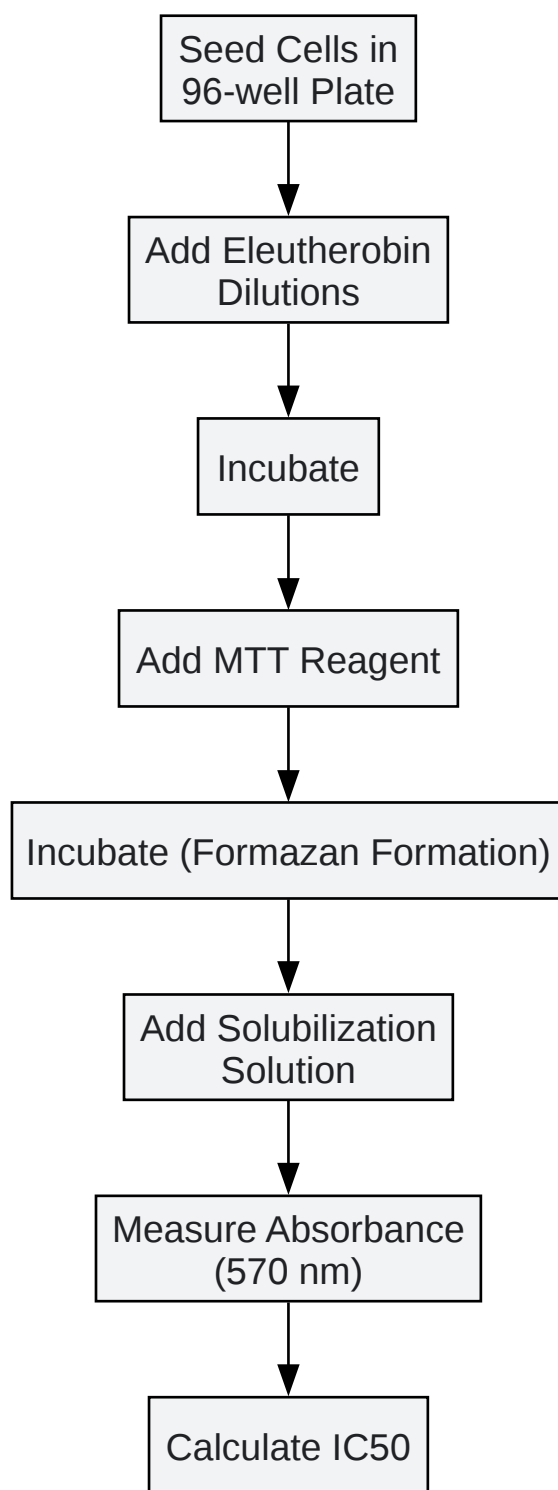 Seed Cells in
96-well Plate
Add Eleutherobin
Dilutions
Incubate
Add MTT Reagent
Incubate (Formazan Formation)
Add Solubilization
Solution
Measure Absorbance
(570 nm)
Calculate IC50